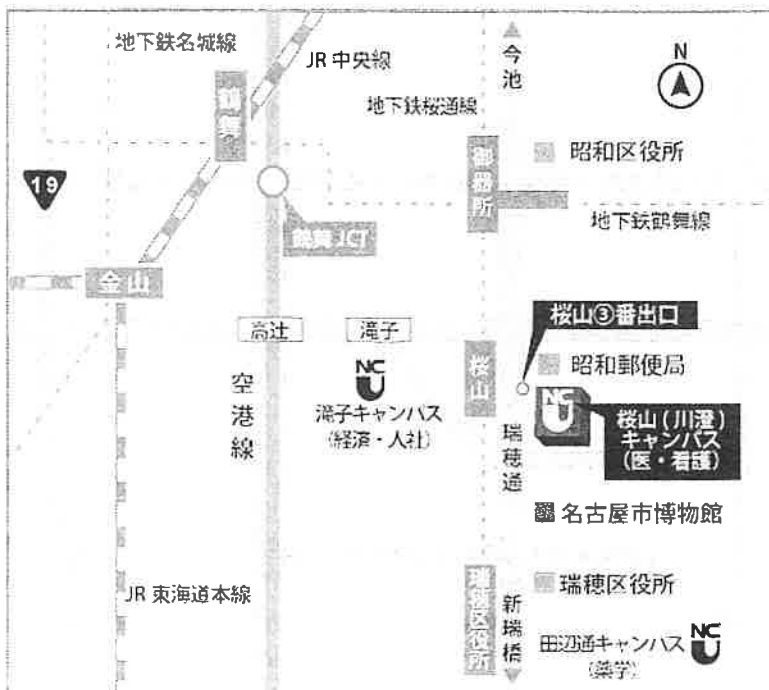 地下鉄名城線
JR 中央線
今池
N
地下鉄桜通線
鶴舞
御器所
昭和区役所
19
地下鉄鶴舞線
鶴舞 JCT
金山
桜山③番出口
高辻
滝子
桜山
昭和郵便局
NCU
NCU
空港線
滝子キャンパス
(経済・人社)
瑞穂通
桜山(川澄)
キャンパス
(医・看護)
名古屋市博物館
JR 東海道本線
瑞穂区役所
瑞穂区役所
新瑞橋
田辺通キャンパス
(薬学)
NCU